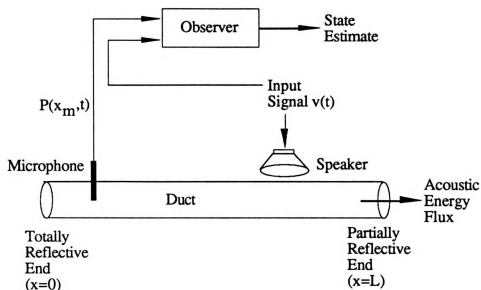 Observer
State
Estimate
P(x_m,t)
Input
Signal v(t)
Microphone
Speaker
Duct
Acoustic
Energy
Flux
Totally
Reflective
End
(x=0)
Partially
Reflective
End
(x=L)